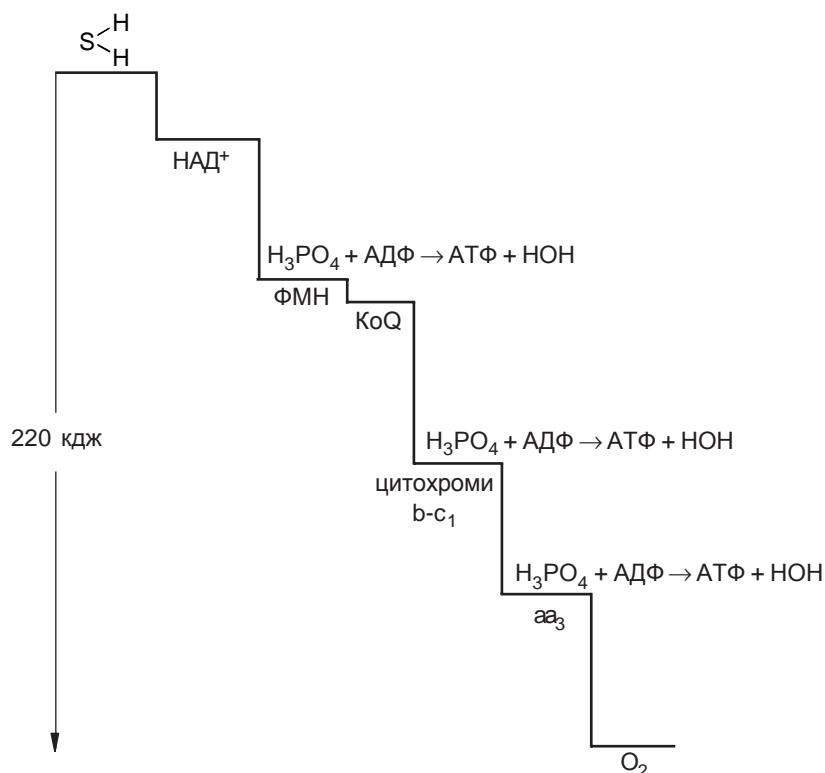 H
S
H
НАД⁺
H₃PO₄ + АДФ → АТФ + НОН
ФМН
KoQ
220 кдж
H₃PO₄ + АДФ → АТФ + НОН
цитохроми
b-c₁
H₃PO₄ + АДФ → АТФ + НОН
aa₃
O₂